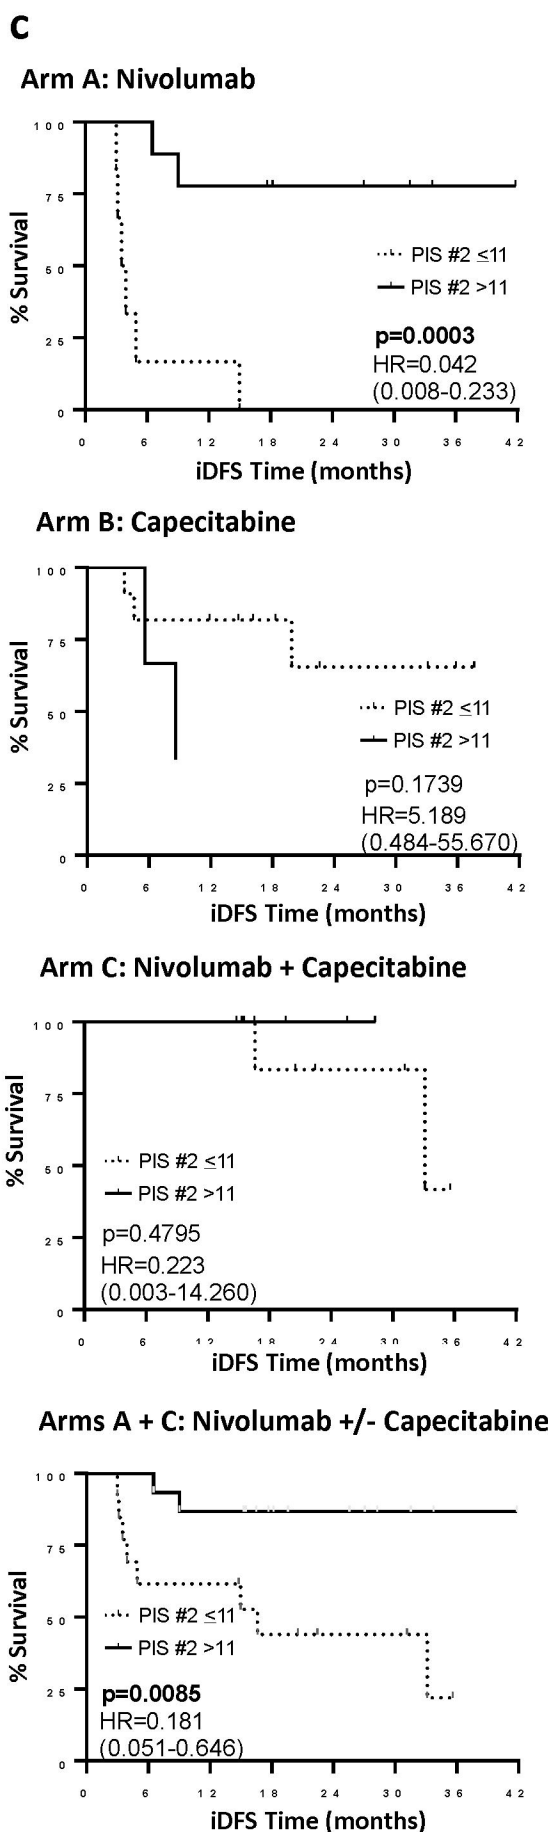 C
Arm A: Nivolumab
100
75
50
25
0
% Survival
PIS #2 ≤11
PIS #2 >11
p=0.0003
HR=0.042
(0.008-0.233)
0 6 12 18 24 30 36 42
iDFS Time (months)
Arm B: Capecitabine
100
75
50
25
0
% Survival
PIS #2 ≤11
PIS #2 >11
p=0.1739
HR=5.189
(0.484-55.670)
0 6 12 18 24 30 36 42
iDFS Time (months)
Arm C: Nivolumab + Capecitabine
100
75
50
25
0
% Survival
PIS #2 ≤11
PIS #2 >11
p=0.4795
HR=0.223
(0.003-14.260)
0 6 12 18 24 30 36 42
iDFS Time (months)
Arms A + C: Nivolumab +/- Capecitabine
100
75
50
25
0
% Survival
PIS #2 ≤11
PIS #2 >11
p=0.0085
HR=0.181
(0.051-0.646)
0 6 12 18 24 30 36 42
iDFS Time (months)